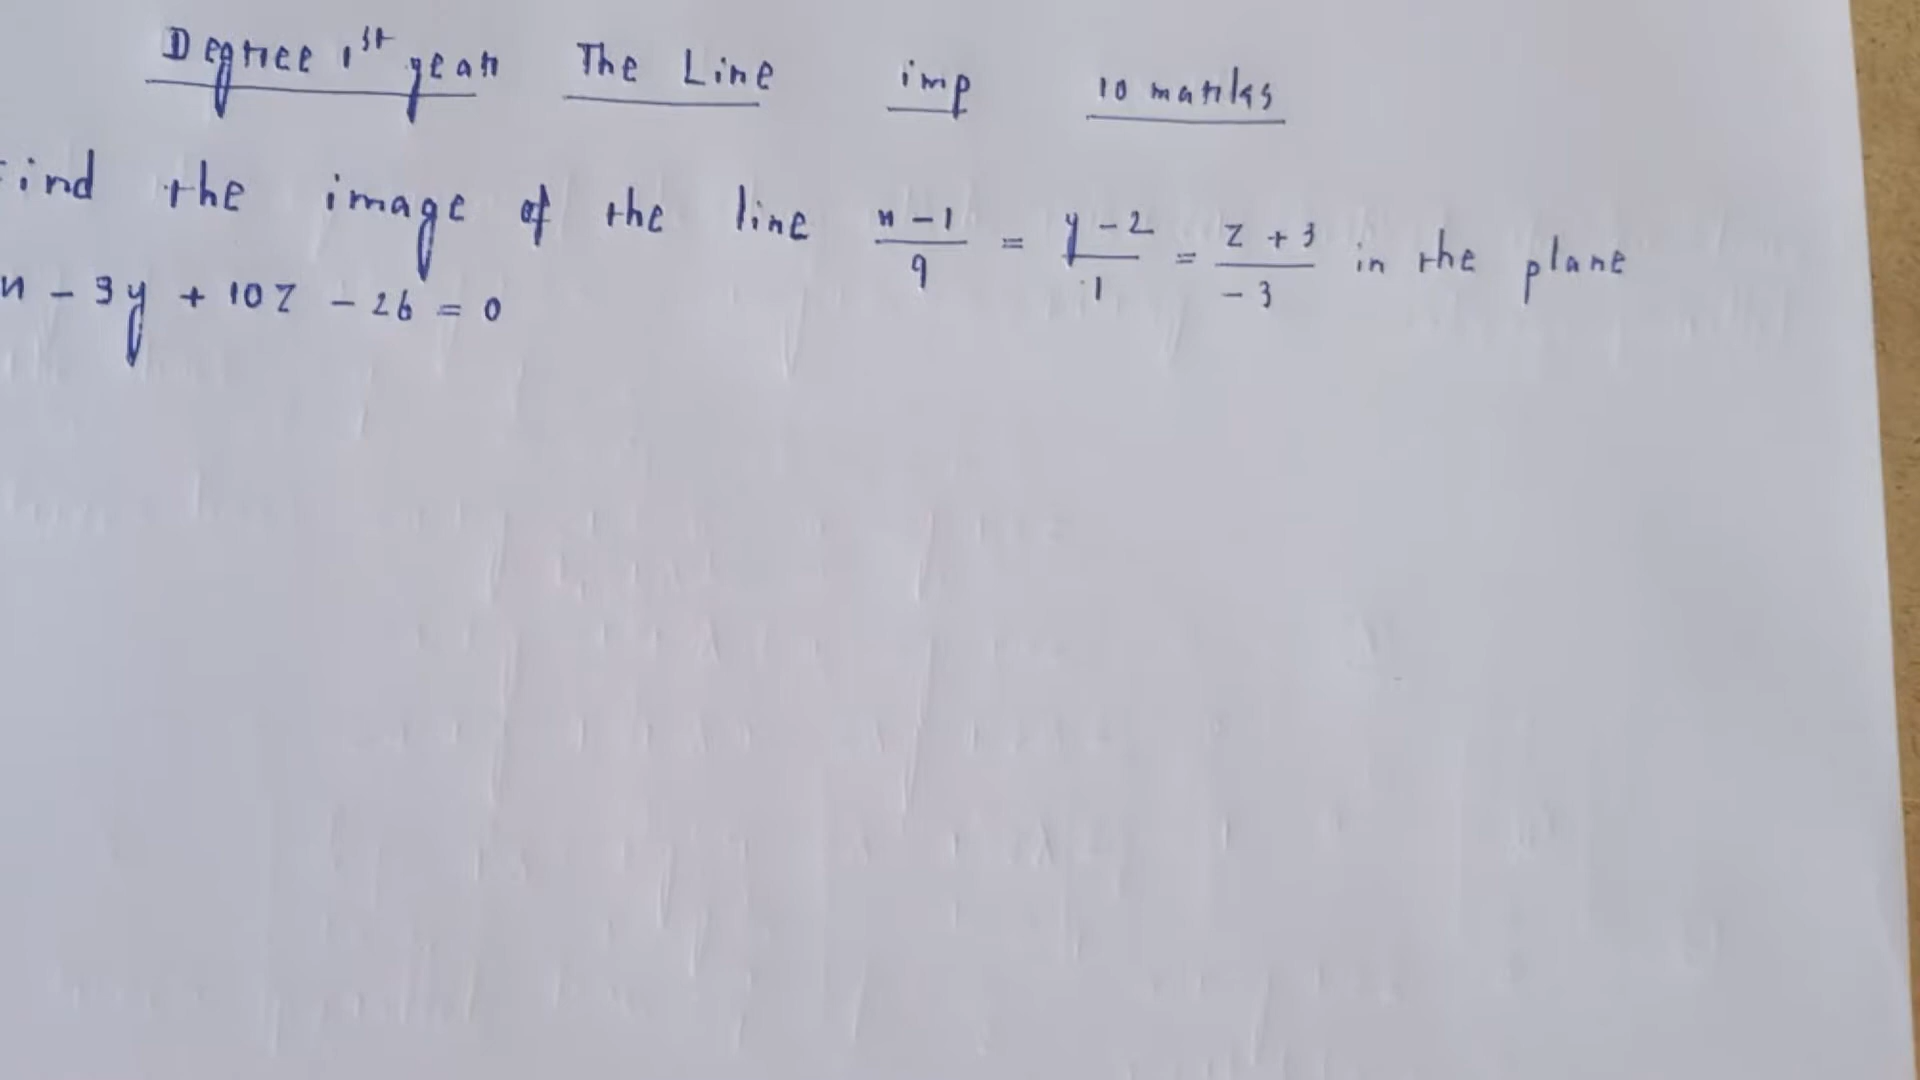 Degree 1st year The Line imp 10 marks
Find the image of the line x - 1 / 9 = y - 2 / -1 = z + 3 / -3 in the plane
x - 3y + 10z - 26 = 0